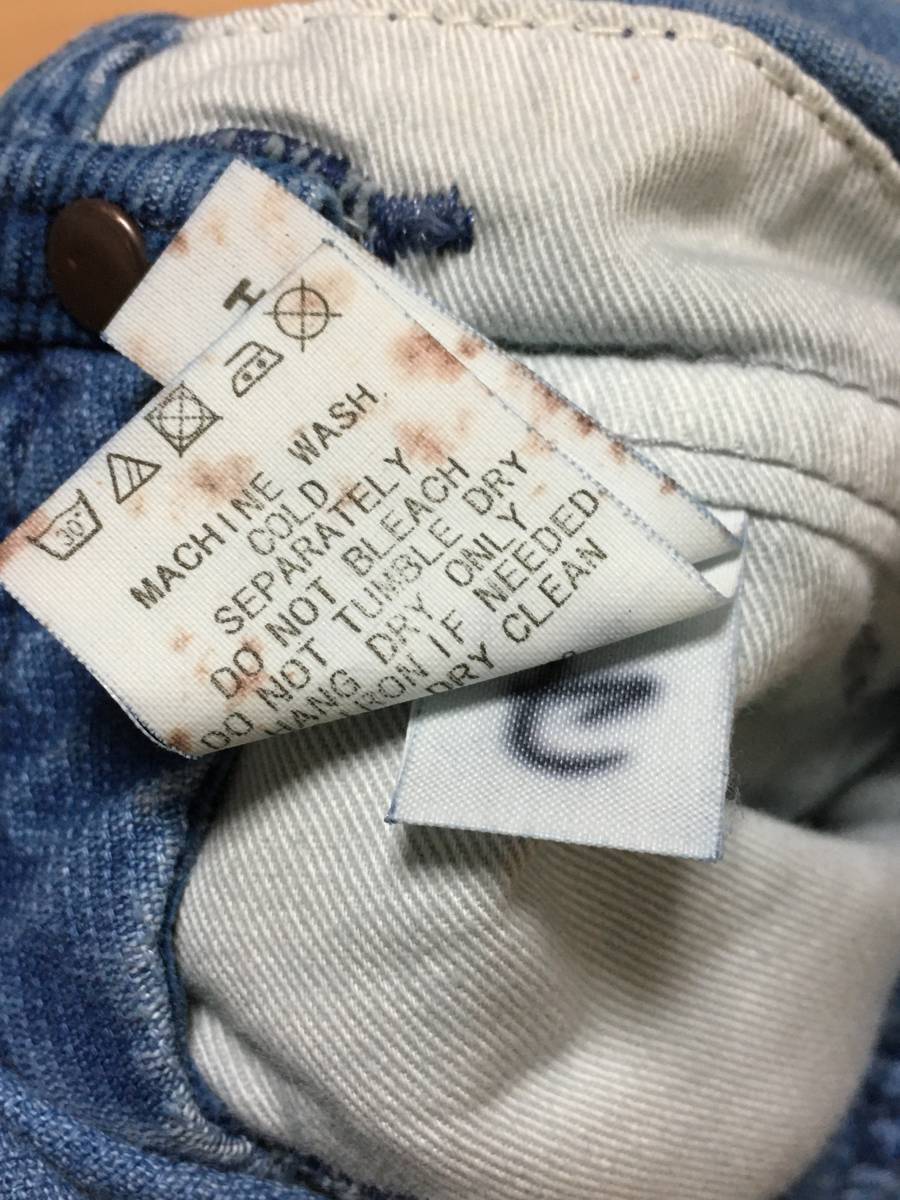 30°
MACHINE WASH,
COLD
SEPARATELY
DO NOT BLEACH
DO NOT TUMBLE DRY
HANG DRY ONLY
IRON IF NEEDED
DRY CLEAN